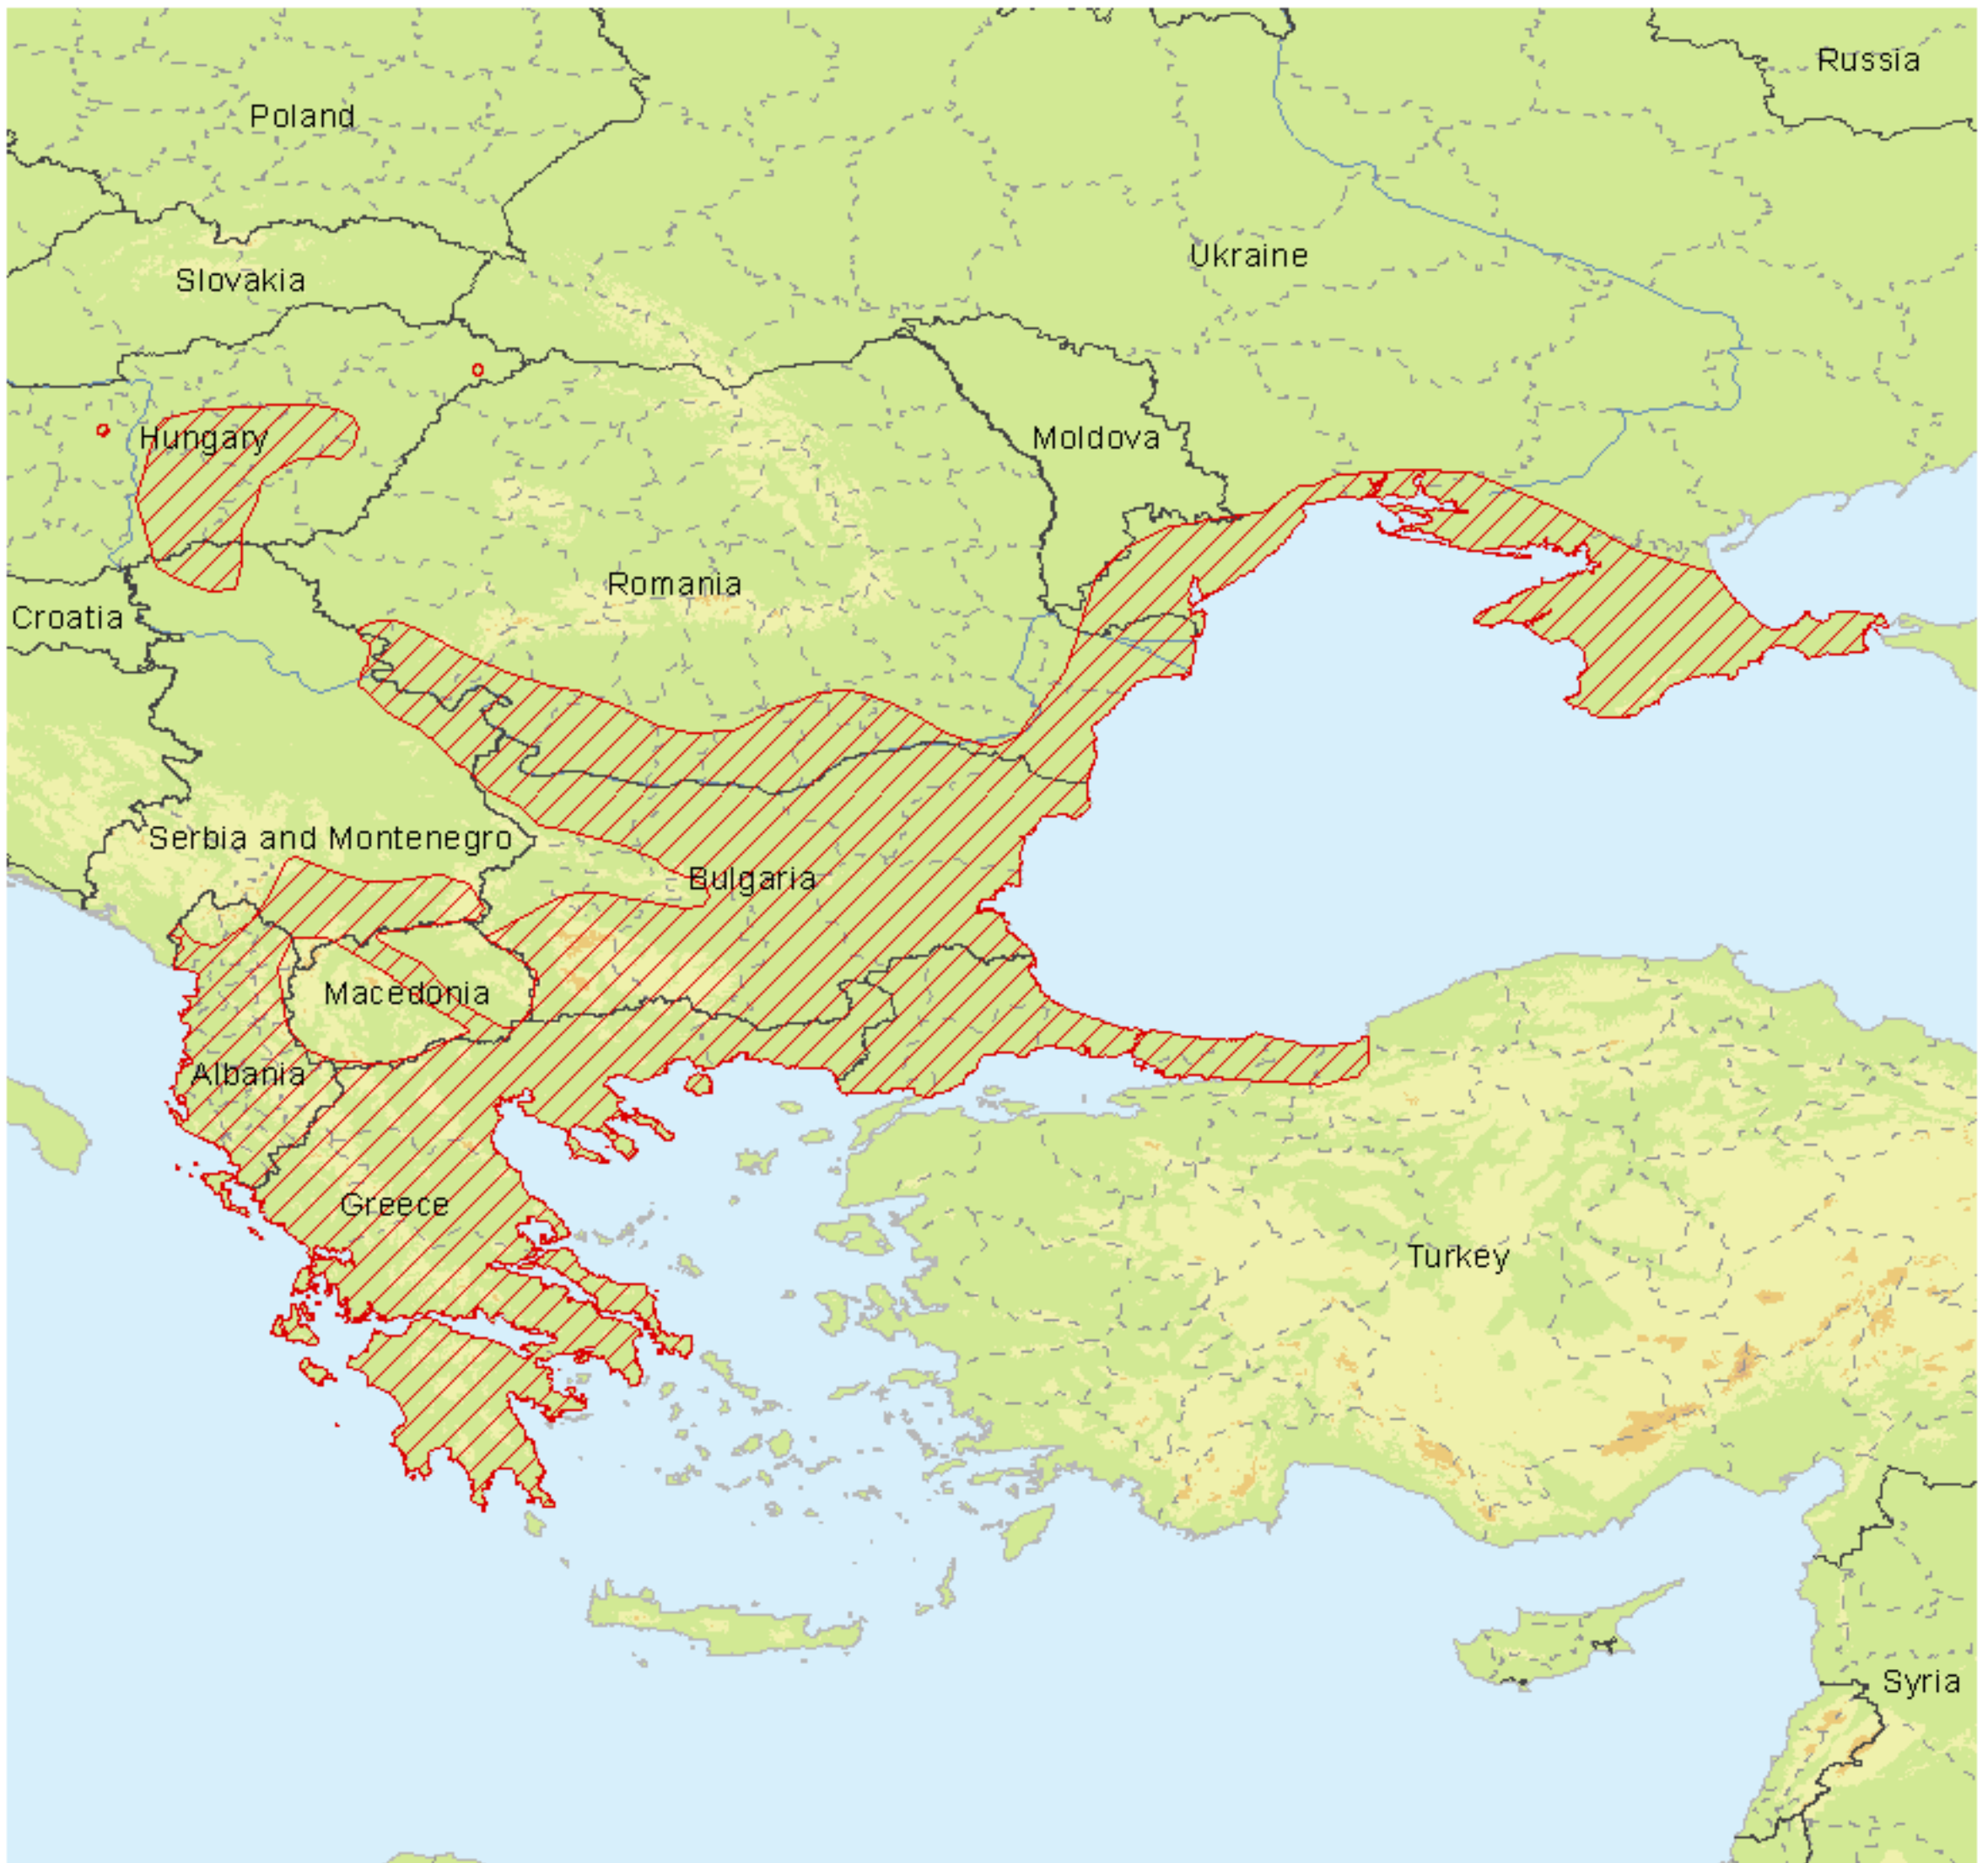 Russia
Poland
Ukraine
Slovakia
Hungary
Moldova
Romania
Croatia
Serbia and Montenegro
Bulgaria
Macedonia
Albania
Greece
Turkey
Syria